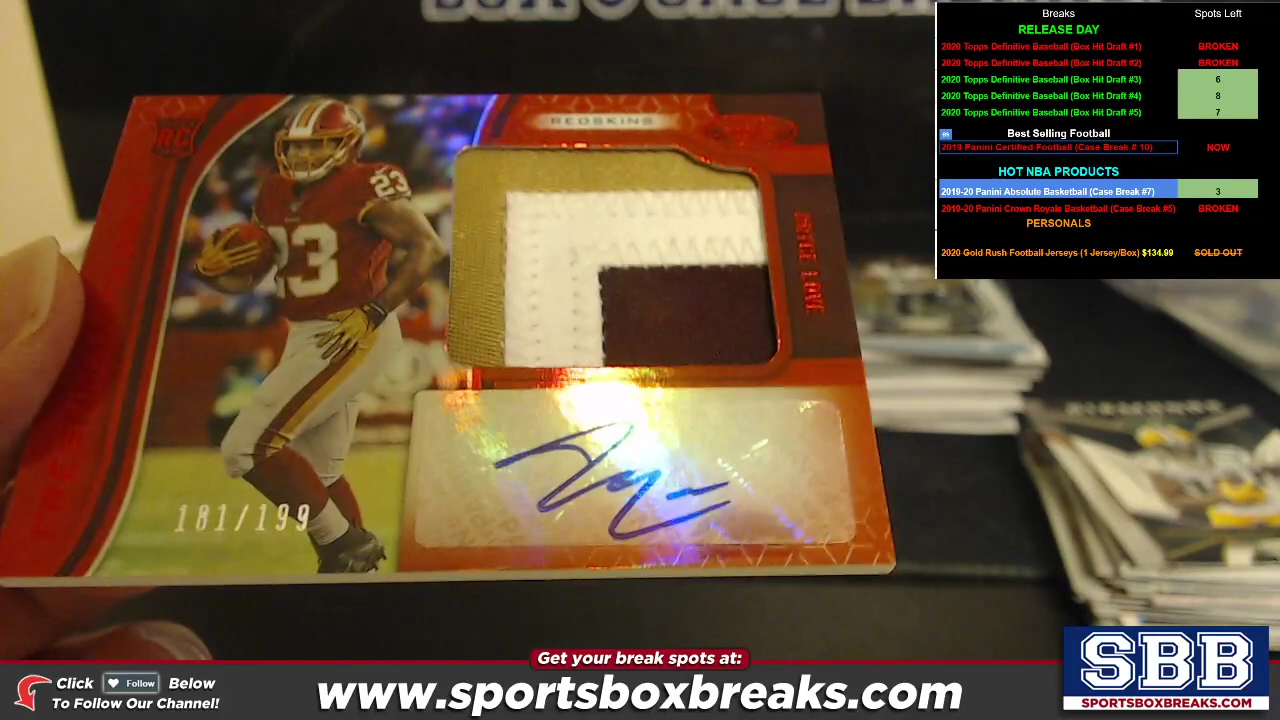 Breaks Spots Left
RELEASE DAY
2020 Topps Definitive Baseball (Box Hit Draft #1) BROKEN
2020 Topps Definitive Baseball (Box Hit Draft #2) BROKEN
2020 Topps Definitive Baseball (Box Hit Draft #3) 6
2020 Topps Definitive Baseball (Box Hit Draft #4) 8
2020 Topps Definitive Baseball (Box Hit Draft #5) 7
Best Selling Football
2019 Panini Certified Football (Case Break # 10) NOW
HOT NBA PRODUCTS
2019-20 Panini Absolute Basketball (Case Break #7) 3
2019-20 Panini Crown Royale Basketball (Case Break #5) BROKEN
PERSONALS
2020 Gold Rush Football Jerseys (1 Jersey/Box) $134.99 SOLD OUT
RC
REDSKINS
23
23
BRYCE LOVE
181/199
Get your break spots at:
www.sportsboxbreaks.com
Click Follow Below
To Follow Our Channel!
SBB
SPORTSBOXBREAKS.COM